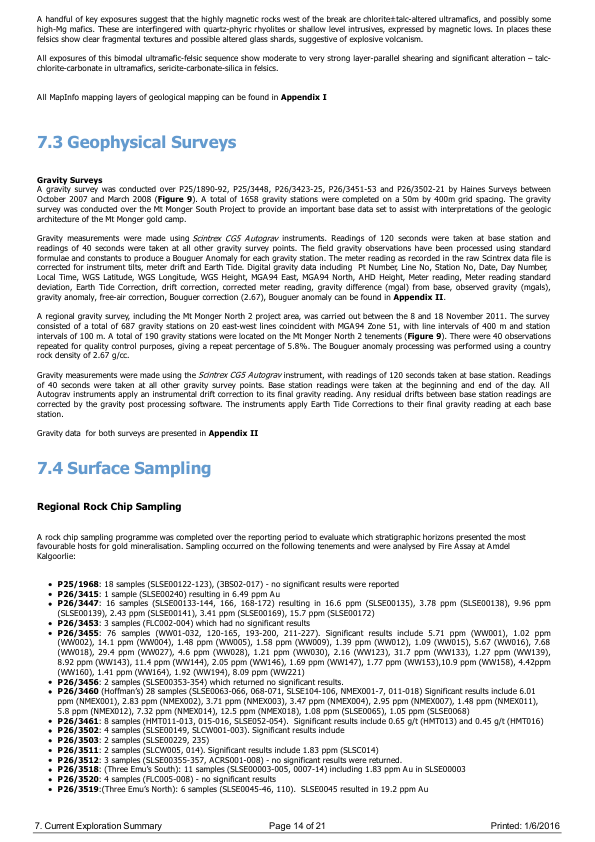 A handful of key exposures suggest that the highly magnetic rocks west of the break are chlorite±talc-altered ultramafics, and possibly some
high-Mg mafics. These are interfingered with quartz-phyric rhyolites or shallow level intrusives, expressed by magnetic lows. In places these
felsics show clear fragmental textures and possible altered glass shards, suggestive of explosive volcanism.
All exposures of this bimodal ultramafic-felsic sequence show moderate to very strong layer-parallel shearing and significant alteration – talc-
chlorite-carbonate in ultramafics, sericite-carbonate-silica in felsics.
All MapInfo mapping layers of geological mapping can be found in Appendix I
7.3 Geophysical Surveys
Gravity Surveys
A gravity survey was conducted over P25/1890-92, P25/3448, P26/3423-25, P26/3451-53 and P26/3502-21 by Haines Surveys between
October 2007 and March 2008 (Figure 9). A total of 1658 gravity stations were completed on a 50m by 400m grid spacing. The gravity
survey was conducted over the Mt Monger South Project to provide an important base data set to assist with interpretations of the geologic
architecture of the Mt Monger gold camp.
Gravity measurements were made using Scintrex CG5 Autograv instruments. Readings of 120 seconds were taken at base station and
readings of 40 seconds were taken at all other gravity survey points. The field gravity observations have been processed using standard
formulae and constants to produce a Bouguer Anomaly for each gravity station. The meter reading as recorded in the raw Scintrex data file is
corrected for instrument tilts, meter drift and Earth Tide. Digital gravity data including Pt Number, Line No, Station No, Date, Day Number,
Local Time, WGS Latitude, WGS Longitude, WGS Height, MGA94 East, MGA94 North, AHD Height, Meter reading, Meter reading standard
deviation, Earth Tide Correction, drift correction, corrected meter reading, gravity difference (mgal) from base, observed gravity (mgals),
gravity anomaly, free-air correction, Bouguer correction (2.67), Bouguer anomaly can be found in Appendix II.
A regional gravity survey, including the Mt Monger North 2 project area, was carried out between the 8 and 18 November 2011. The survey
consisted of a total of 687 gravity stations on 20 east-west lines coincident with MGA94 Zone 51, with line intervals of 400 m and station
intervals of 100 m. A total of 190 gravity stations were located on the Mt Monger North 2 tenements (Figure 9). There were 40 observations
repeated for quality control purposes, giving a repeat percentage of 5.8%. The Bouguer anomaly processing was performed using a country
rock density of 2.67 g/cc.
Gravity measurements were made using the Scintrex CG5 Autograv instrument, with readings of 120 seconds taken at base station. Readings
of 40 seconds were taken at all other gravity survey points. Base station readings were taken at the beginning and end of the day. All
Autograv instruments apply an instrumental drift correction to its final gravity reading. Any residual drifts between base station readings are
corrected by the gravity post processing software. The instruments apply Earth Tide Corrections to their final gravity reading at each base
station.
Gravity data for both surveys are presented in Appendix II
7.4 Surface Sampling
Regional Rock Chip Sampling
A rock chip sampling programme was completed over the reporting period to evaluate which stratigraphic horizons presented the most
favourable hosts for gold mineralisation. Sampling occurred on the following tenements and were analysed by Fire Assay at Amdel
Kalgoorlie:
• P25/1968: 18 samples (SLSE00122-123), (3BS02-017) - no significant results were reported
• P26/3415: 1 sample (SLSE00240) resulting in 6.49 ppm Au
• P26/3447: 16 samples (SLSE00133-144, 166, 168-172) resulting in 16.6 ppm (SLSE00135), 3.78 ppm (SLSE00138), 9.96 ppm
(SLSE00139), 2.43 ppm (SLSE00141), 3.41 ppm (SLSE00169), 15.7 ppm (SLSE00172)
• P26/3453: 3 samples (FLC002-004) which had no significant results
• P26/3455: 76 samples (WW01-032, 120-165, 193-200, 211-227). Significant results include 5.71 ppm (WW001), 1.02 ppm
(WW002), 14.1 ppm (WW004), 1.48 ppm (WW005), 1.58 ppm (WW009), 1.39 ppm (WW012), 1.09 ppm (WW015), 5.67 (WW016), 7.68
(WW018), 29.4 ppm (WW027), 4.6 ppm (WW028), 1.21 ppm (WW030), 2.16 (WW123), 31.7 ppm (WW133), 1.27 ppm (WW139),
8.92 ppm (WW143), 11.4 ppm (WW144), 2.05 ppm (WW146), 1.69 ppm (WW147), 1.77 ppm (WW153),10.9 ppm (WW158), 4.42ppm
(WW160), 1.41 ppm (WW164), 1.92 (WW194), 8.09 ppm (WW221)
• P26/3456: 2 samples (SLSE00353-354) which returned no significant results.
• P26/3460 (Hoffman's) 28 samples (SLSE0063-066, 068-071, SLSE104-106, NMEX001-7, 011-018) Significant results include 6.01
ppm (NMEX001), 2.83 ppm (NMEX002), 3.71 ppm (NMEX003), 3.47 ppm (NMEX004), 2.95 ppm (NMEX007), 1.48 ppm (NMEX011),
5.8 ppm (NMEX012), 7.32 ppm (NMEX014), 12.5 ppm (NMEX018), 1.08 ppm (SLSE0065), 1.05 ppm (SLSE0068)
• P26/3461: 8 samples (HMT011-013, 015-016, SLSE052-054). Significant results include 0.65 g/t (HMT013) and 0.45 g/t (HMT016)
• P26/3502: 4 samples (SLSE00149, SLCW001-003). Significant results include
• P26/3503: 2 samples (SLSE00229, 235)
• P26/3511: 2 samples (SLCW005, 014). Significant results include 1.83 ppm (SLSC014)
• P26/3512: 3 samples (SLSE00355-357, ACRS001-008) - no significant results were returned.
• P26/3518: (Three Emu's South): 11 samples (SLSE00003-005, 0007-14) including 1.83 ppm Au in SLSE00003
• P26/3520: 4 samples (FLC005-008) - no significant results
• P26/3519:(Three Emu's North): 6 samples (SLSE0045-46, 110). SLSE0045 resulted in 19.2 ppm Au
7. Current Exploration Summary Page 14 of 21 Printed: 1/6/2016